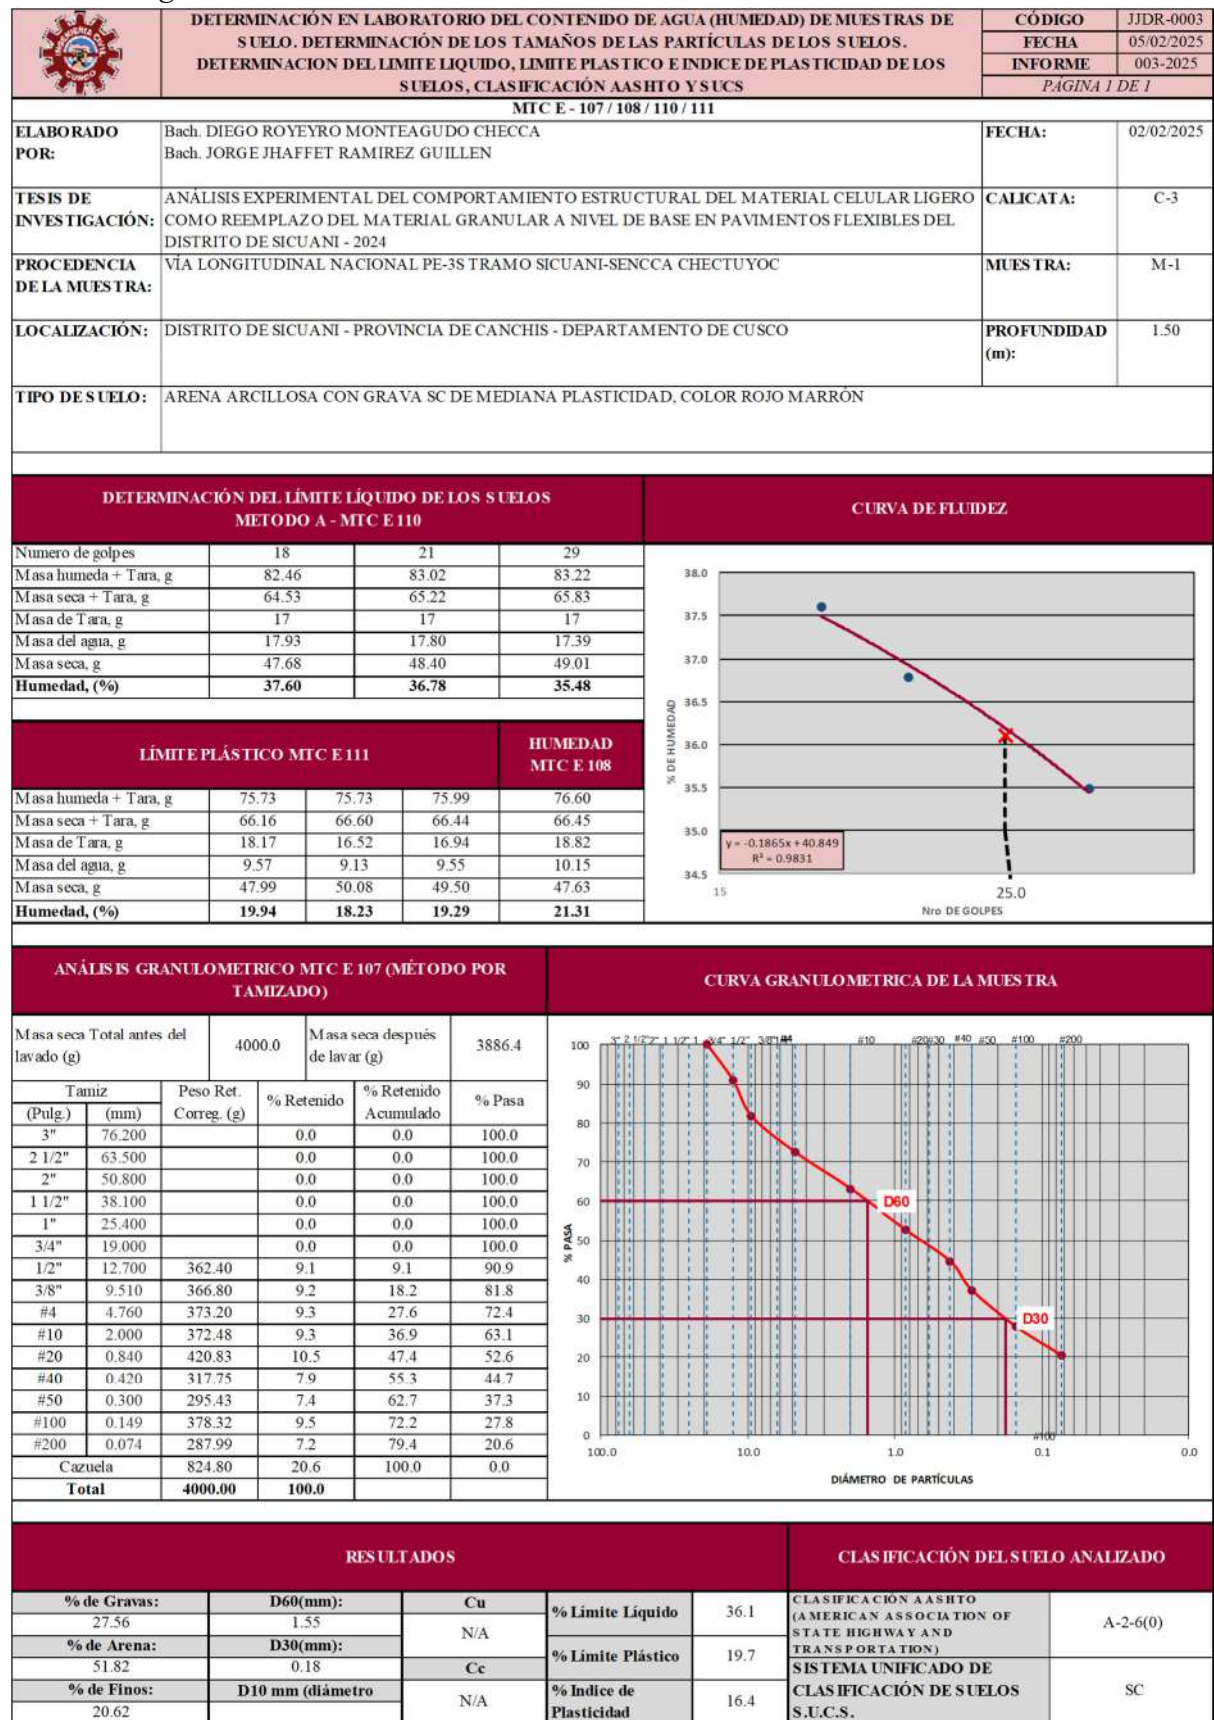 DETERMINACIÓN EN LABORATORIO DEL CONTENIDO DE AGUA (HUMEDAD) DE MUESTRAS DE
SUELO. DETERMINACIÓN DE LOS TAMAÑOS DE LAS PARTÍCULAS DE LOS SUELOS.
DETERMINACION DEL LIMITE LIQUIDO, LIMITE PLASTICO E INDICE DE PLASTICIDAD DE LOS
SUELOS, CLASIFICACIÓN AASHTO Y SUCS
CÓDIGO JJDR-0003
FECHA 05/02/2025
INFORME 003-2025
PÁGINA 1 DE 1
INGENIERIA CIVIL
CUSCO
MTC E - 107 / 108 / 110 / 111
ELABORADO POR: Bach. DIEGO ROYEYRO MONTEAGUDO CHECCA
Bach. JORGE JHAFFET RAMIREZ GUILLEN
FECHA: 02/02/2025
TESIS DE INVESTIGACIÓN: ANÁLISIS EXPERIMENTAL DEL COMPORTAMIENTO ESTRUCTURAL DEL MATERIAL CELULAR LIGERO
COMO REEMPLAZO DEL MATERIAL GRANULAR A NIVEL DE BASE EN PAVIMENTOS FLEXIBLES DEL
DISTRITO DE SICUANI - 2024
CALICATA: C-3
PROCEDENCIA DE LA MUESTRA: VÍA LONGITUDINAL NACIONAL PE-3S TRAMO SICUANI-SENCCA CHECTUYOC
MUESTRA: M-1
LOCALIZACIÓN: DISTRITO DE SICUANI - PROVINCIA DE CANCHIS - DEPARTAMENTO DE CUSCO
PROFUNDIDAD (m): 1.50
TIPO DE SUELO: ARENA ARCILLOSA CON GRAVA SC DE MEDIANA PLASTICIDAD, COLOR ROJO MARRÓN
DETERMINACIÓN DEL LÍMITE LÍQUIDO DE LOS SUELOS
METODO A - MTC E 110
Numero de golpes 18 21 29
Masa humeda + Tara, g 82.46 83.02 83.22
Masa seca + Tara, g 64.53 65.22 65.83
Masa de Tara, g 17 17 17
Masa del agua, g 17.93 17.80 17.39
Masa seca, g 47.68 48.40 49.01
Humedad, (%) 37.60 36.78 35.48
LÍMITE PLÁSTICO MTC E 111
HUMEDAD
MTC E 108
Masa humeda + Tara, g 75.73 75.73 75.99 76.60
Masa seca + Tara, g 66.16 66.60 66.44 66.45
Masa de Tara, g 18.17 16.52 16.94 18.82
Masa del agua, g 9.57 9.13 9.55 10.15
Masa seca, g 47.99 50.08 49.50 47.63
Humedad, (%) 19.94 18.23 19.29 21.31
CURVA DE FLUIDEZ
38.0
37.5
37.0
36.5
36.0
35.5
35.0
34.5
% DE HUMEDAD
y = -0.1865x + 40.849
R² = 0.9831
15 25.0
Nro DE GOLPES
ANÁLISIS GRANULOMETRICO MTC E 107 (MÉTODO POR
TAMIZADO)
Masa seca Total antes del lavado (g) 4000.0 Masa seca después de lavar (g) 3886.4
Tamiz
(Pulg.) (mm) Peso Ret. Correg. (g) % Retenido % Retenido Acumulado % Pasa
3" 76.200 0.0 0.0 100.0
2 1/2" 63.500 0.0 0.0 100.0
2" 50.800 0.0 0.0 100.0
1 1/2" 38.100 0.0 0.0 100.0
1" 25.400 0.0 0.0 100.0
3/4" 19.000 0.0 0.0 100.0
1/2" 12.700 362.40 9.1 9.1 90.9
3/8" 9.510 366.80 9.2 18.2 81.8
#4 4.760 373.20 9.3 27.6 72.4
#10 2.000 372.48 9.3 36.9 63.1
#20 0.840 420.83 10.5 47.4 52.6
#40 0.420 317.75 7.9 55.3 44.7
#50 0.300 295.43 7.4 62.7 37.3
#100 0.149 378.32 9.5 72.2 27.8
#200 0.074 287.99 7.2 79.4 20.6
Cazuela 824.80 20.6 100.0 0.0
Total 4000.00 100.0
CURVA GRANULOMETRICA DE LA MUESTRA
3" 2 1/2" 2" 1 1/2" 1" 3/4" 1/2" 3/8" #4 #10 #20 #30 #40 #50 #100 #200
100
90
80
70
60
50
40
30
20
10
0
% PASA
D60
D30
#100
100.0 10.0 1.0 0.1 0.0
DIÁMETRO DE PARTÍCULAS
RESULTADOS
% de Gravas: 27.56
% de Arena: 51.82
% de Finos: 20.62
D60(mm): 1.55
D30(mm): 0.18
D10 mm (diámetro
Cu
N/A
Cc
N/A
% Límite Líquido 36.1
% Límite Plástico 19.7
% Indice de Plasticidad 16.4
CLASIFICACIÓN DEL SUELO ANALIZADO
CLASIFICACIÓN AASHTO
(AMERICAN ASSOCIATION OF
STATE HIGHWAY AND
TRANSPORTATION)
A-2-6(0)
SISTEMA UNIFICADO DE
CLASIFICACIÓN DE SUELOS
S.U.C.S.
SC